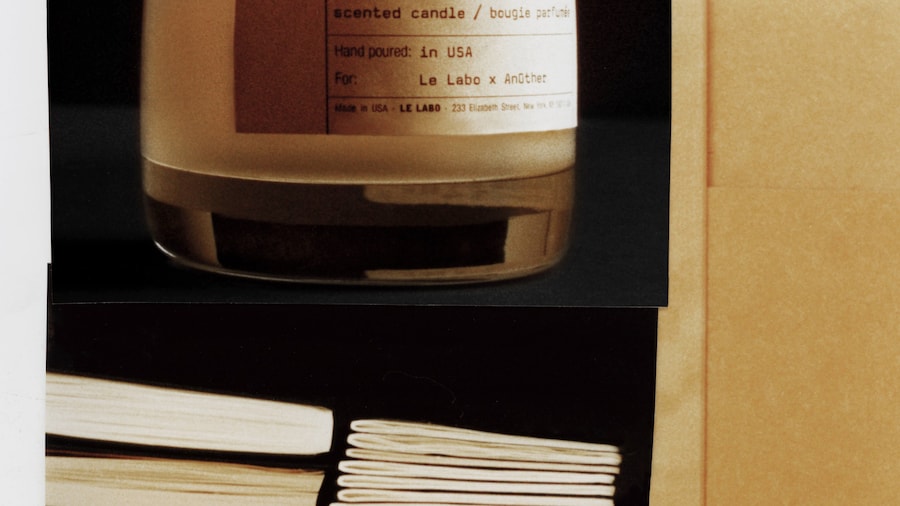 scented candle / bougie parfumée
Hand poured: in USA
For: Le Labo x AnOther
Made in USA - LE LABO - 233 Elizabeth Street, New York